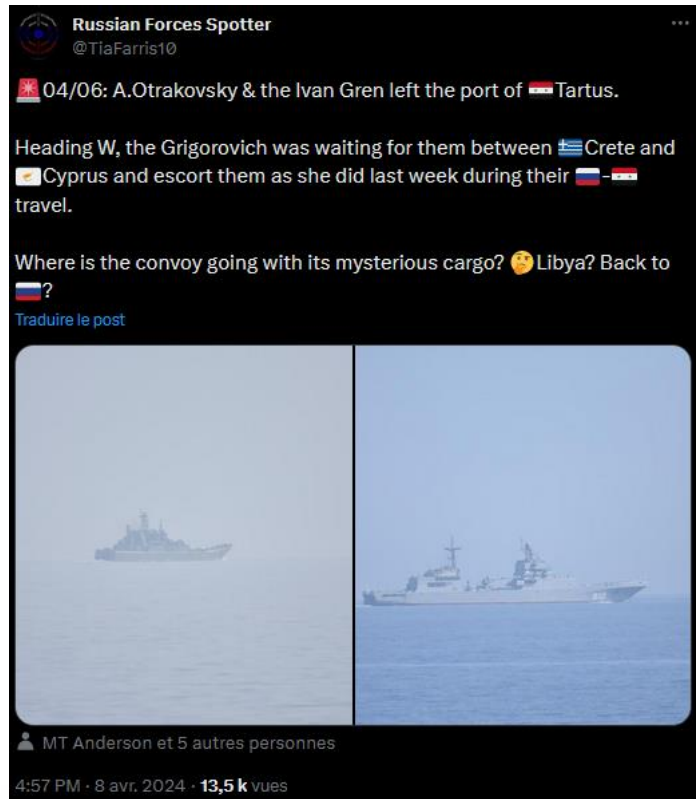 Russian Forces Spotter
@TiaFarris10
🚨04/06: A.Otrakovsky & the Ivan Gren left the port of 🇸🇾Tartus.
Heading W, the Grigorovich was waiting for them between 🇬🇷Crete and
🇨🇾Cyprus and escort them as she did last week during their 🇷🇺-🇸🇾
travel.
Where is the convoy going with its mysterious cargo? 🤔Libya? Back to
🇷🇺?
Traduire le post
MT Anderson et 5 autres personnes
4:57 PM · 8 avr. 2024 · 13,5 k vues